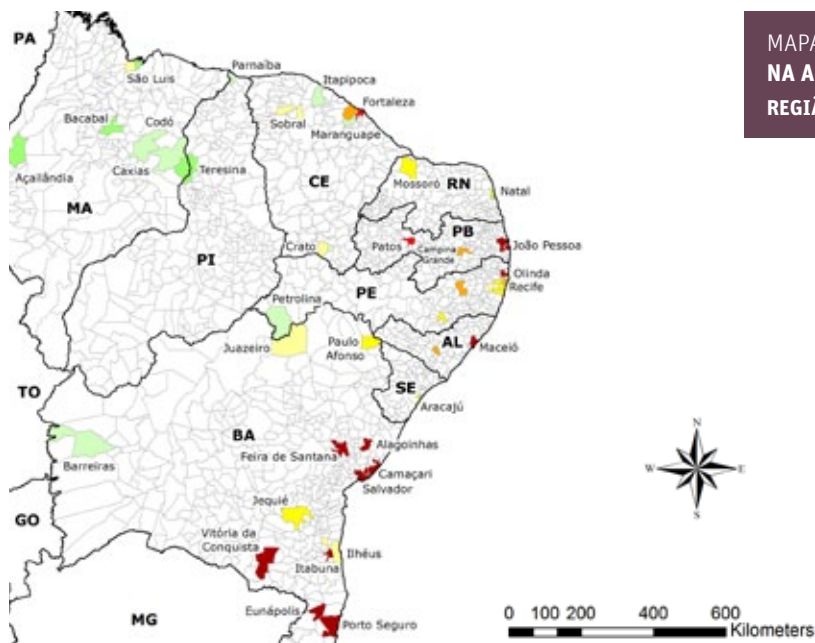 MAPA
NA A
REGIÃ
PA
São Luis
Parnaíba
Itapipoca
Fortaleza
Sobral
Maranguape
Bacabal
Codó
Caxias
Teresina
Açailândia
MA
CE
Mossoró
RN
Natal
PB
João Pessoa
Patos
Campina
Grande
Crato
PI
Olinda
Recife
PE
Petrolina
Juazeiro
Paulo
Afonso
AL
Maceió
SE
Aracajú
TO
BA
Barreiras
Alagoinhas
Feira de Santana
Camaçari
Salvador
Jequié
GO
Vitória da
Conquista
Ilhéus
Itabuna
Eunápolis
Porto Seguro
MG
N
W
E
S
0 100 200 400 600
Kilometers